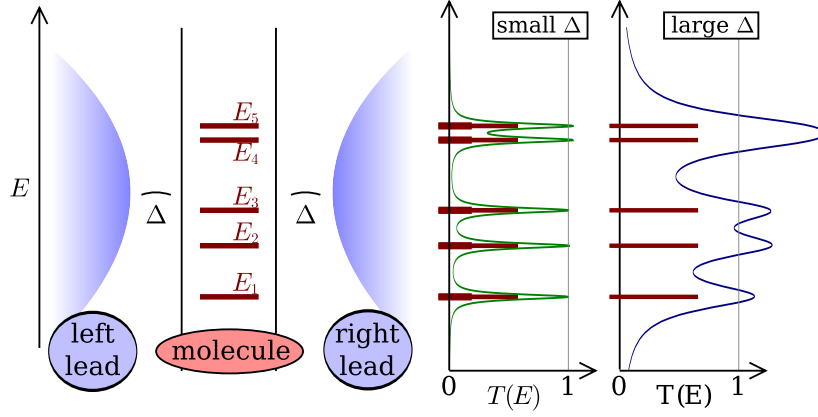 small Δ
large Δ
E₅
E₄
E
E₃
Δ
Δ
E₂
E₁
left
lead
molecule
right
lead
0
1
T(E)
0
1
T(E)